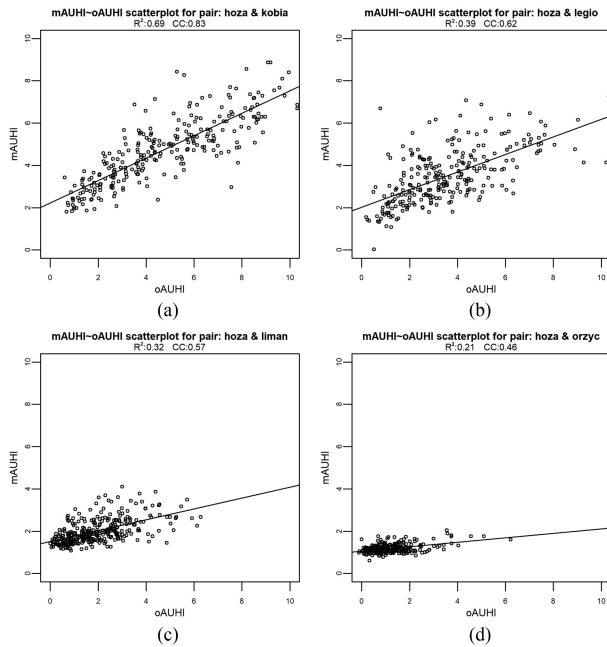 mAUHI~oAUHI scatterplot for pair: hoza & kobia
R²:0.69 CC:0.83
mAUHI
10
8
6
4
2
0
0 2 4 6 8 10
oAUHI
(a)
mAUHI~oAUHI scatterplot for pair: hoza & legio
R²:0.39 CC:0.62
mAUHI
10
8
6
4
2
0
0 2 4 6 8 10
oAUHI
(b)
mAUHI~oAUHI scatterplot for pair: hoza & liman
R²:0.32 CC:0.57
mAUHI
10
8
6
4
2
0
0 2 4 6 8 10
oAUHI
(c)
mAUHI~oAUHI scatterplot for pair: hoza & orzyc
R²:0.21 CC:0.46
mAUHI
10
8
6
4
2
0
0 2 4 6 8 10
oAUHI
(d)